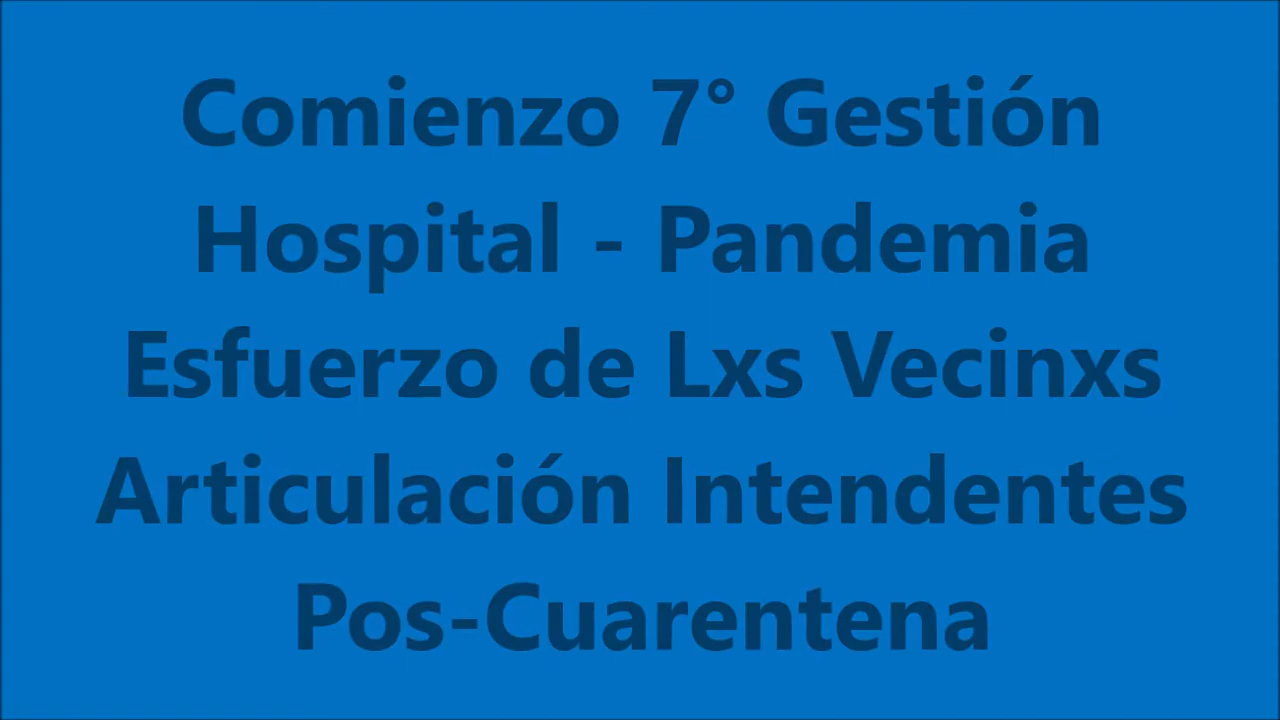 Comienzo 7° Gestión
Hospital - Pandemia
Esfuerzo de Lxs Vecinxs
Articulación Intendentes
Pos-Cuarentena